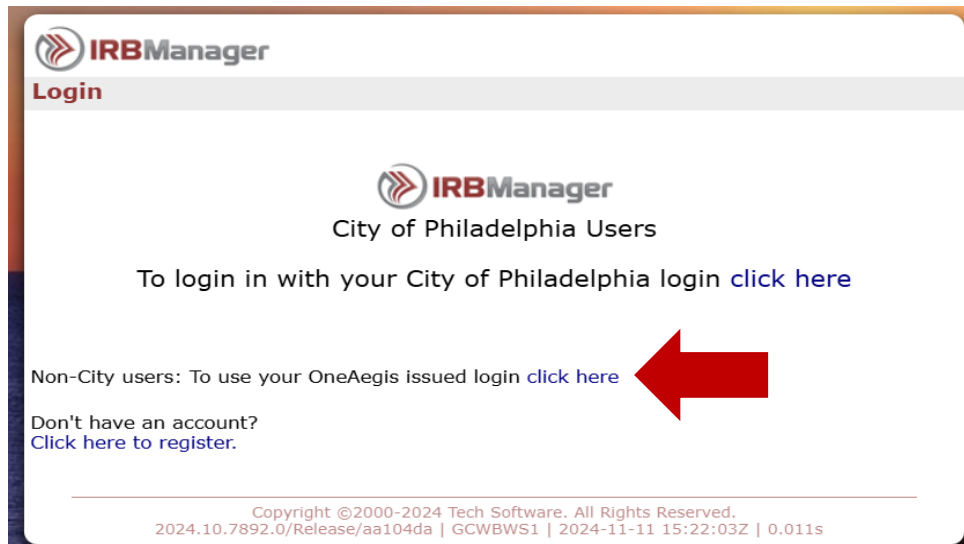 IRBManager
Login
IRBManager
City of Philadelphia Users
To login in with your City of Philadelphia login click here
Non-City users: To use your OneAegis issued login click here
Don't have an account?
Click here to register.
Copyright ©2000-2024 Tech Software. All Rights Reserved.
2024.10.7892.0/Release/aa104da | GCWBWS1 | 2024-11-11 15:22:03Z | 0.011s